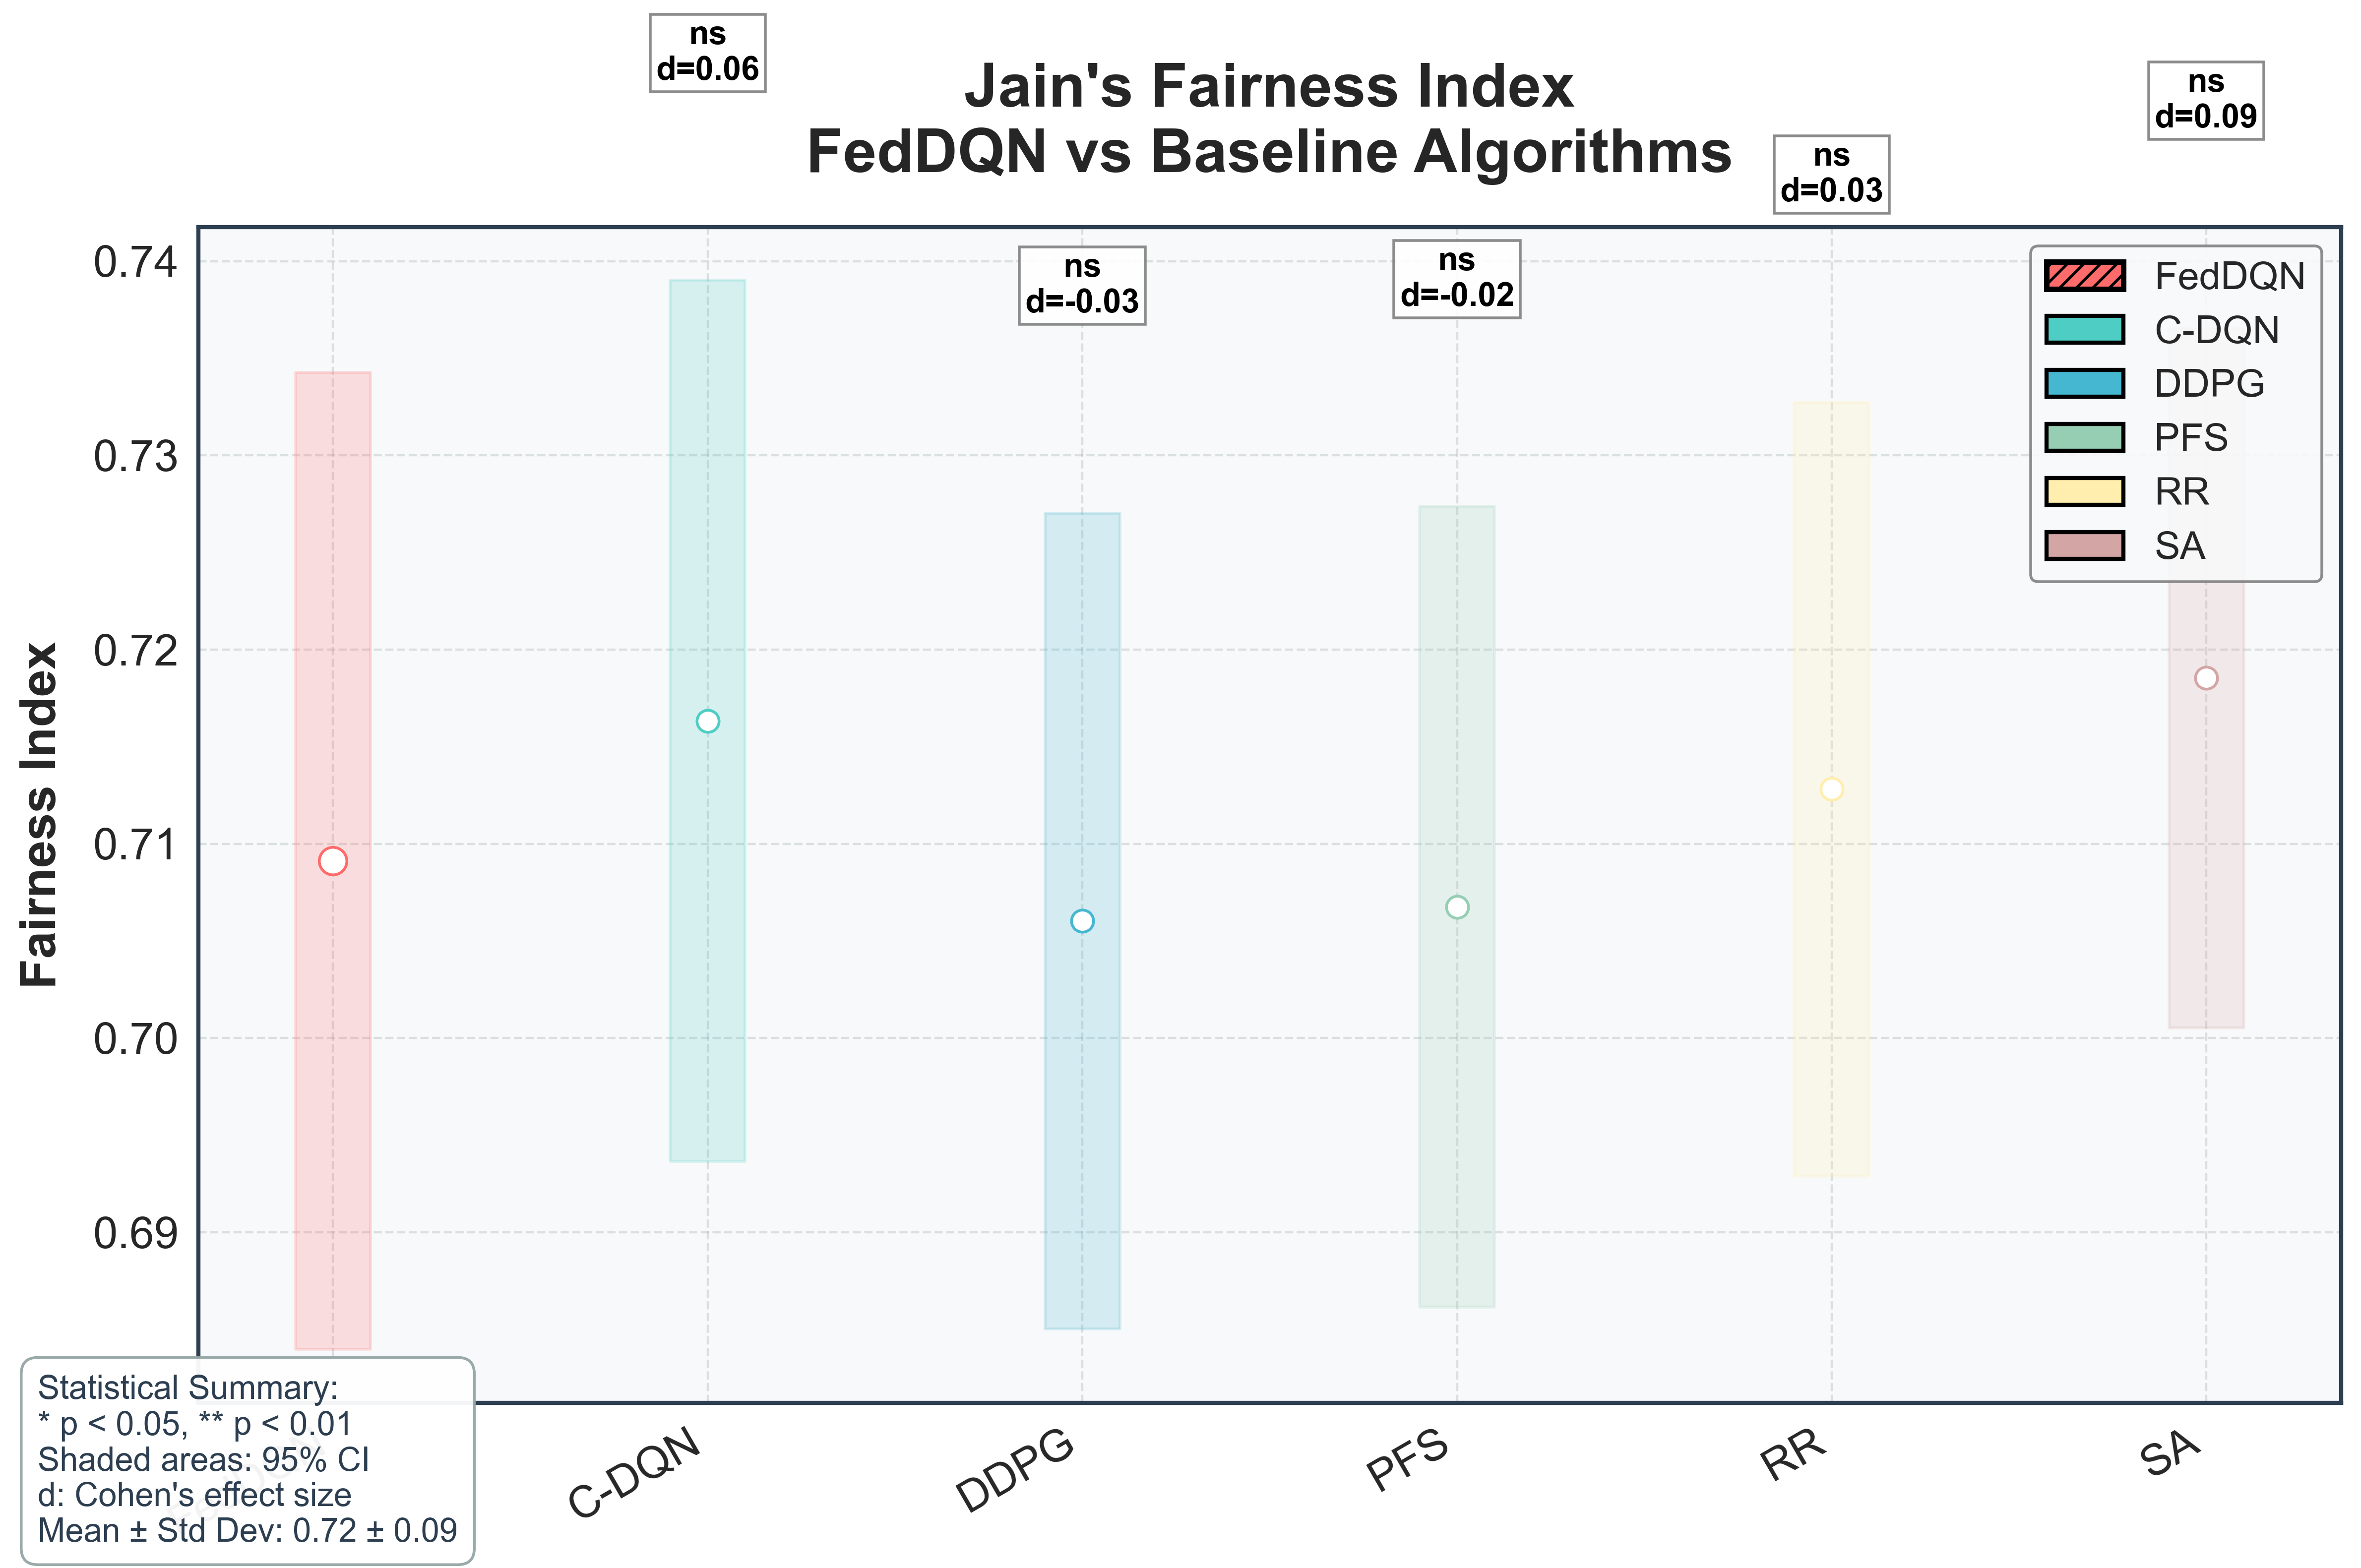 ns
d=0.06
Jain's Fairness Index
FedDQN vs Baseline Algorithms
ns
d=0.03
ns
d=0.09
ns
d=-0.03
ns
d=-0.02
FedDQN
C-DQN
DDPG
PFS
RR
SA
Fairness Index
0.74
0.73
0.72
0.71
0.70
0.69
C-DQN
DDPG
PFS
RR
SA
Statistical Summary:
* p < 0.05, ** p < 0.01
Shaded areas: 95% CI
d: Cohen's effect size
Mean ± Std Dev: 0.72 ± 0.09